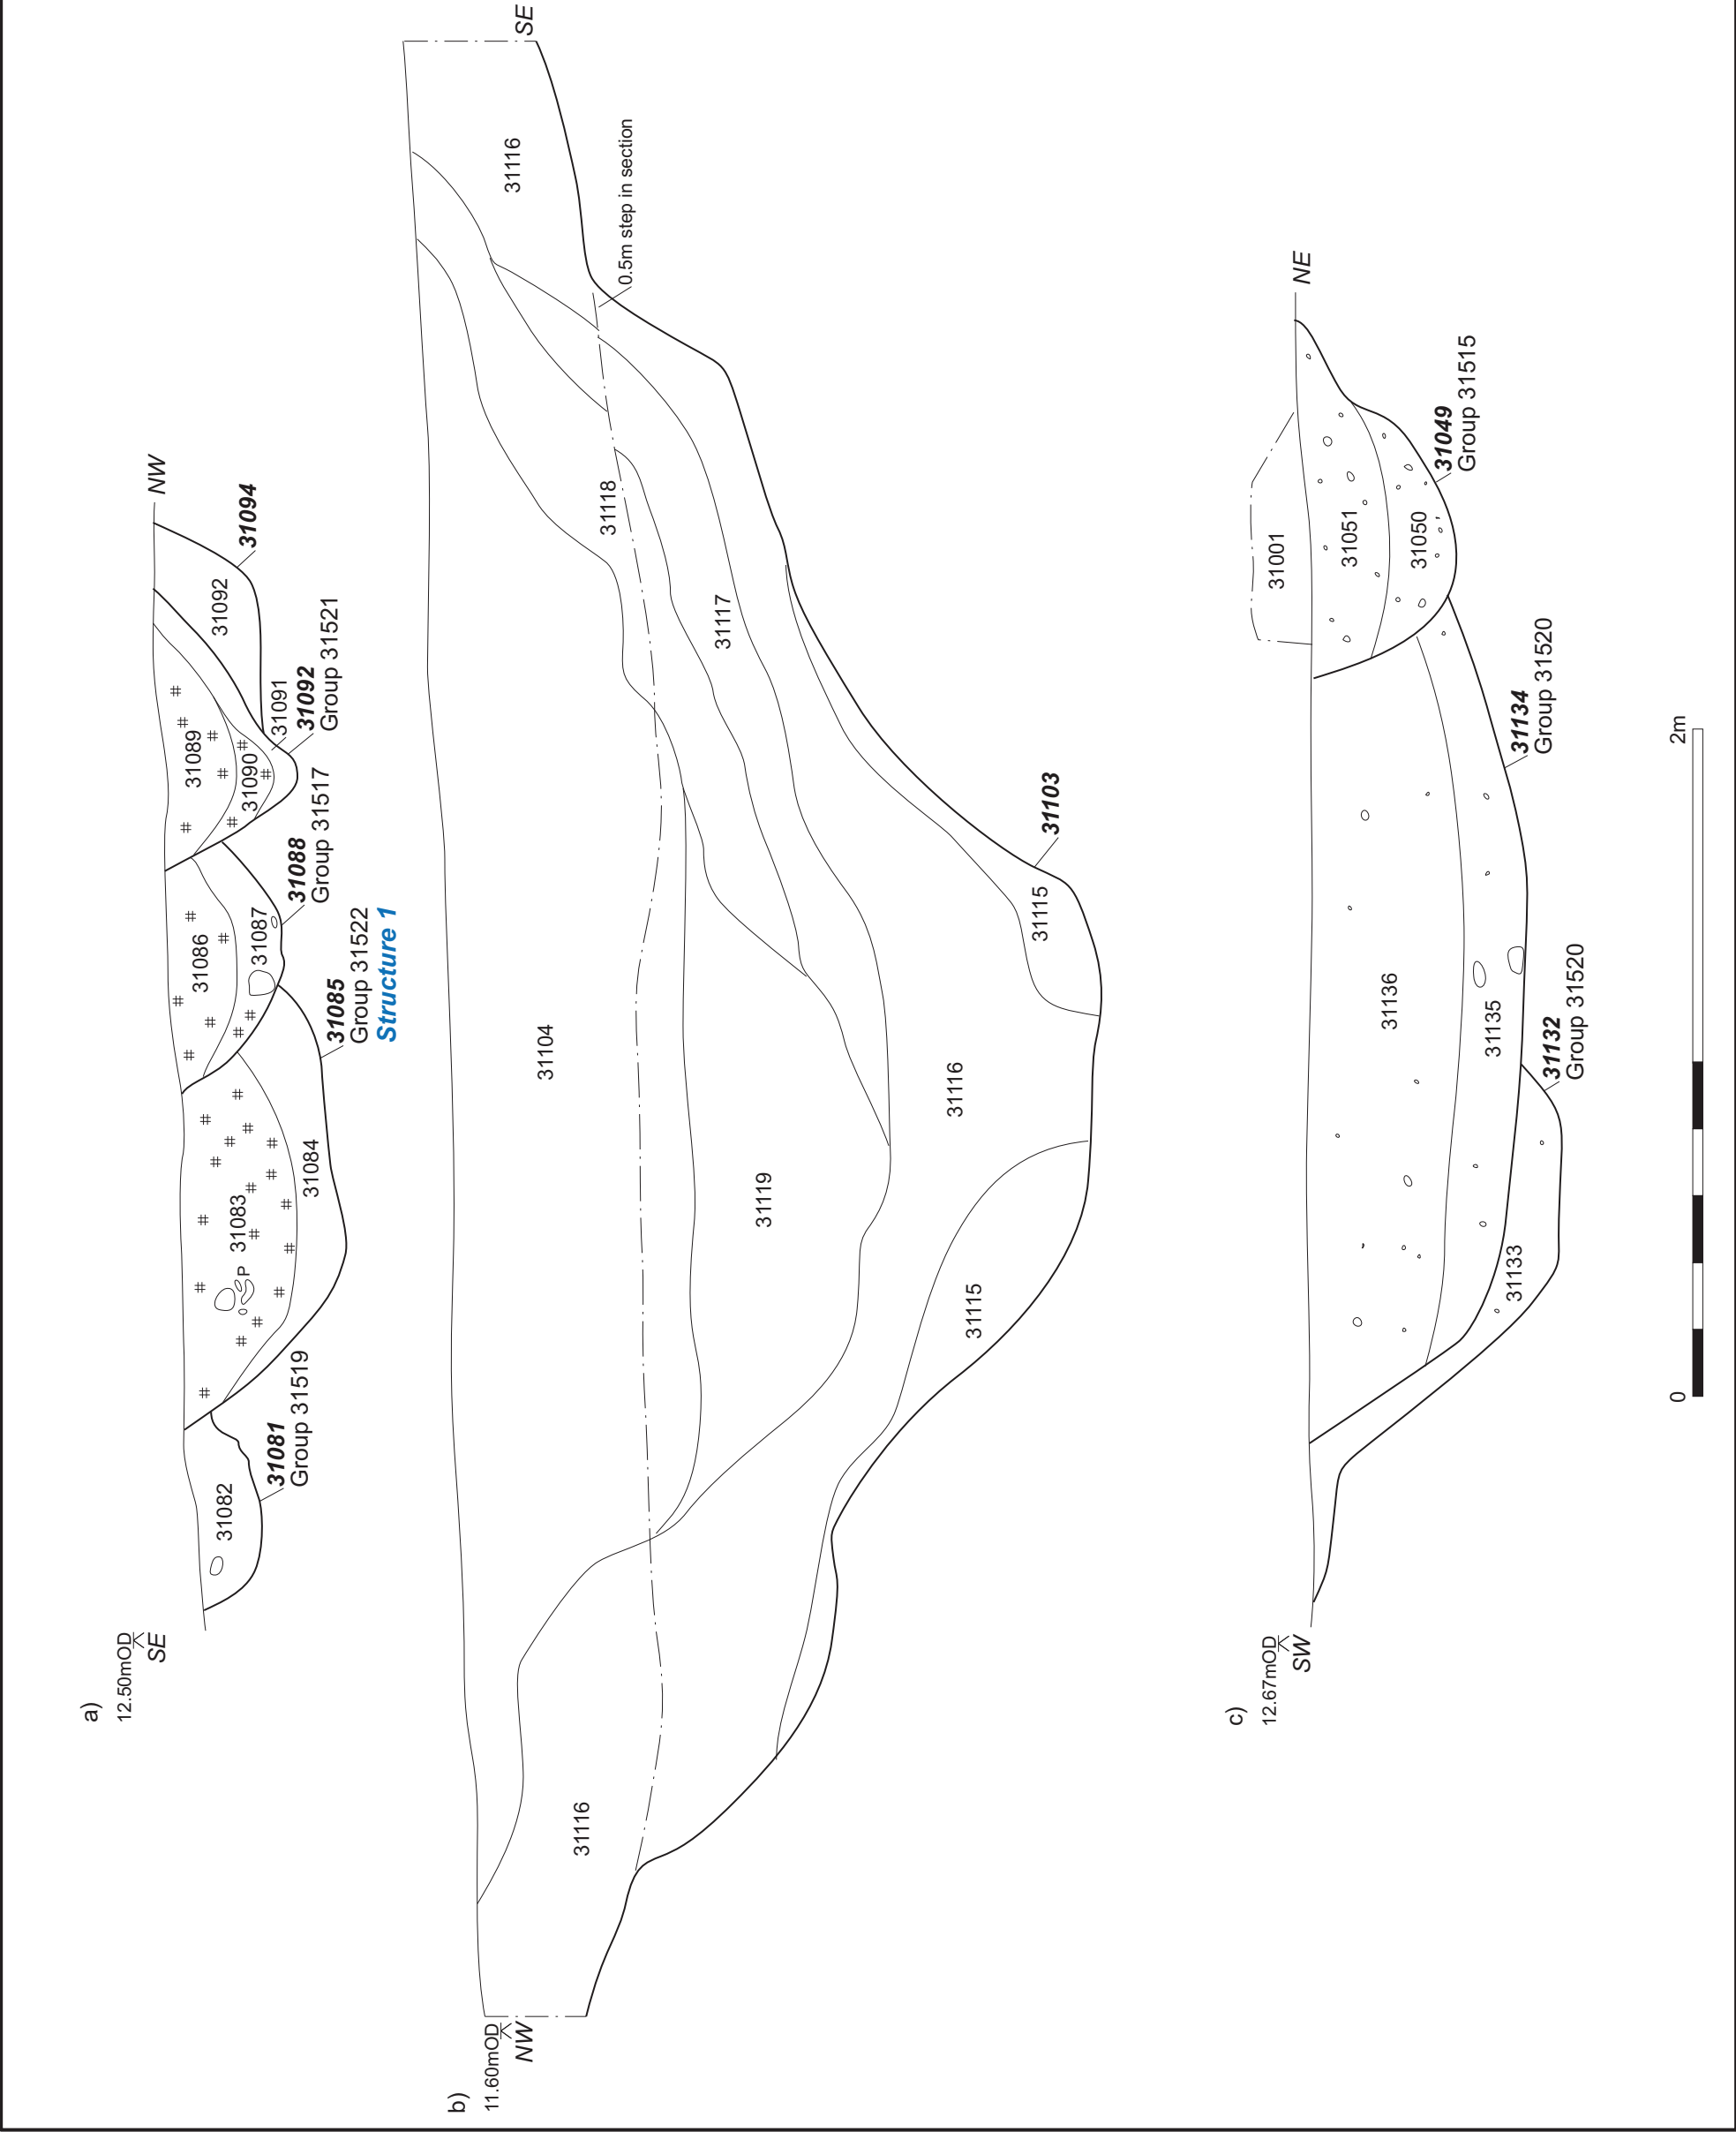 a)
12.50mOD
SE
NW
31082
31081
Group 31519
31083
P
31084
31085
Group 31522
Structure 1
31086
31087
31088
Group 31517
31089
31090
31091
31092
Group 31521
31092
31094
b)
11.60mOD
NW
SE
31116
31104
31118
31116
0.5m step in section
31117
31119
31115
31116
31115
31103
c)
12.67mOD
SW
NE
31001
31051
31050
31049
Group 31515
31136
31135
31134
Group 31520
31133
31132
Group 31520
0
2m